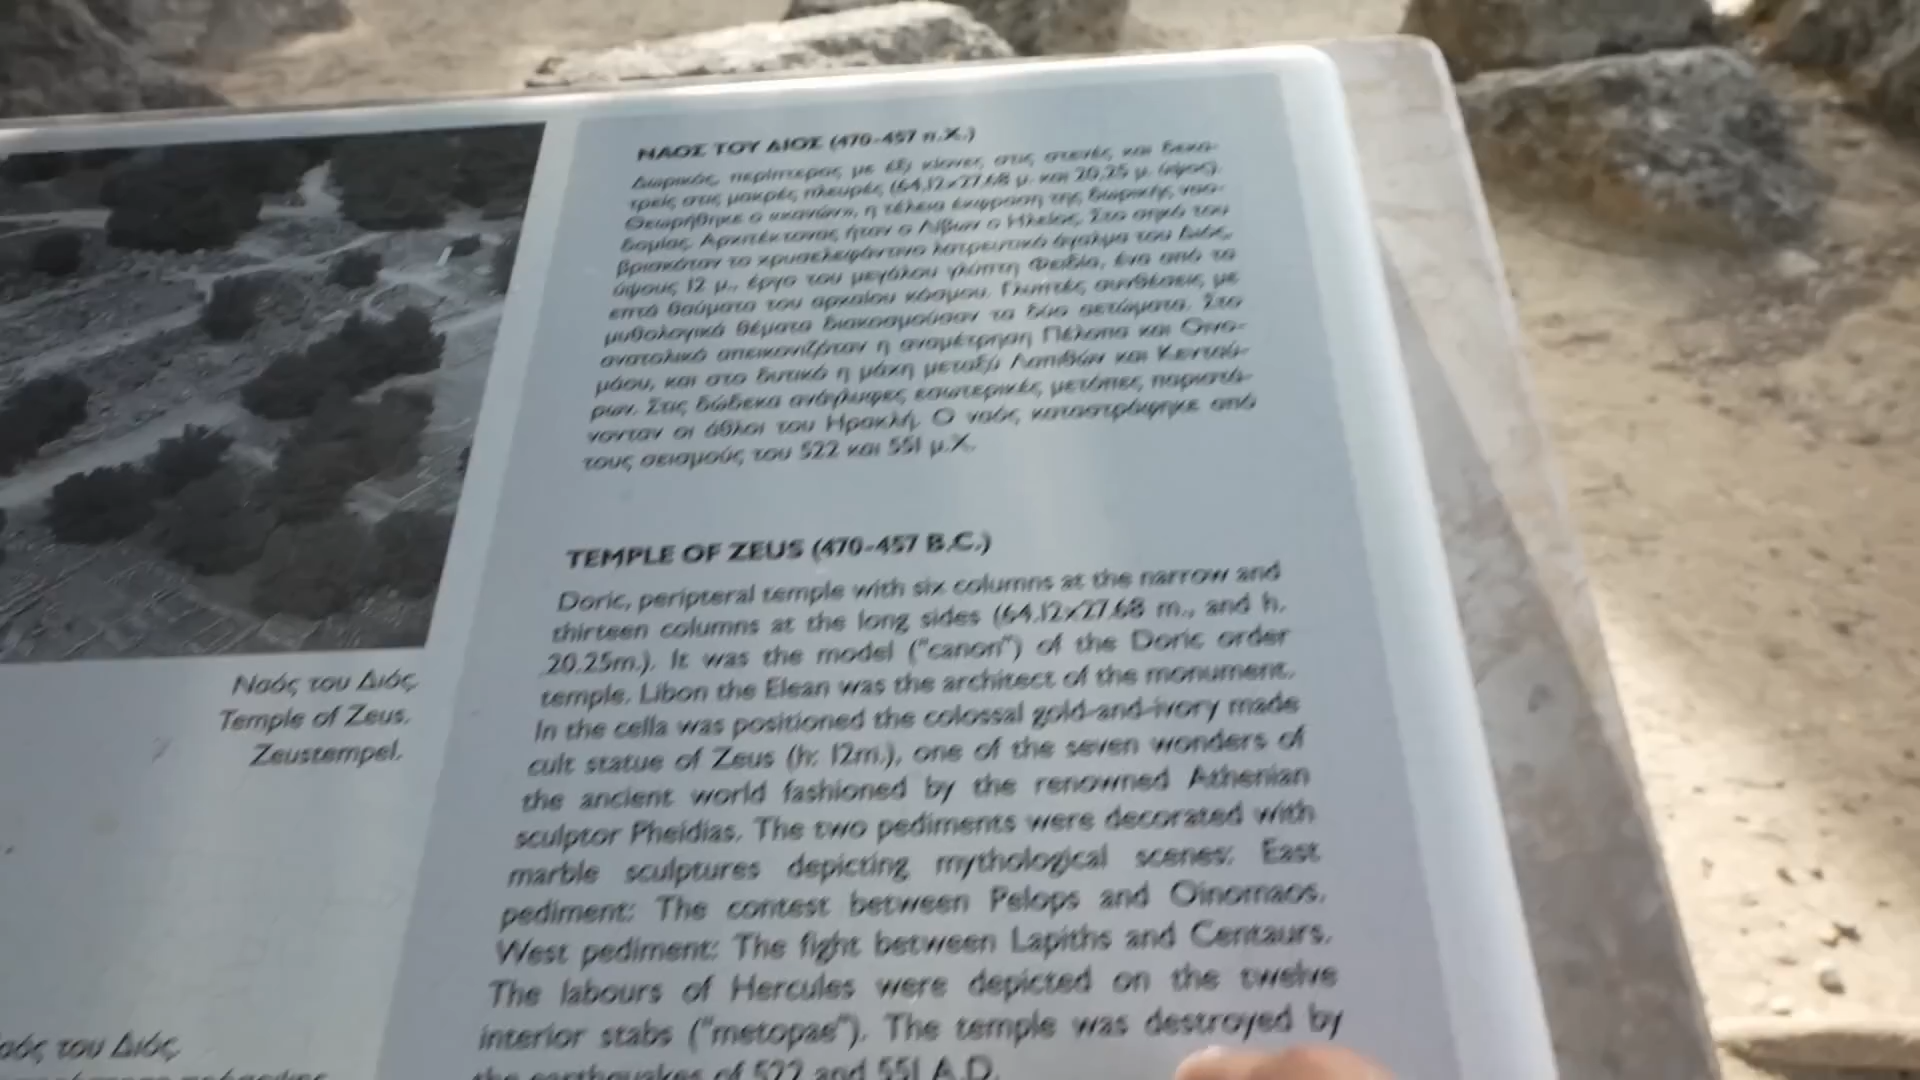 ΝΑΟΣ ΤΟΥ ΔΙΟΣ (470-457 π.Χ.)
Δωρικός, περίπτερος με έξι κίονες στις στενές και δεκα-
τρείς στις μακρές πλευρές (64,12x27,68 μ. και 20,25 μ. ύψος).
Θεωρήθηκε ο «κανών», η τέλεια έκφραση της δωρικής ναο-
δομίας. Αρχιτέκτονας ήταν ο Λίβων ο Ηλείος. Στο σηκό του
βρισκόταν το χρυσελεφάντινο λατρευτικό άγαλμα του Διός,
ύψους 12 μ., έργο του μεγάλου γλύπτη Φειδία, ένα από τα
επτά θαύματα του αρχαίου κόσμου. Γλυπτές συνθέσεις με
μυθολογικά θέματα διακοσμούσαν τα δύο αετώματα. Στο
ανατολικό απεικονιζόταν η αναμέτρηση Πέλοπα και Οινο-
μάου, και στο δυτικό η μάχη μεταξύ Λαπιθών και Κενταύ-
ρων. Στις δώδεκα ανάγλυφες εσωτερικές μετόπες παριστά-
νονταν οι άθλοι του Ηρακλή. Ο ναός καταστράφηκε από
τους σεισμούς του 522 και 551 μ.Χ.
TEMPLE OF ZEUS (470-457 B.C.)
Doric, peripteral temple with six columns at the narrow and
thirteen columns at the long sides (64.12x27.68 m., and h.
20.25m.). It was the model ("canon") of the Doric order
temple. Libon the Elean was the architect of the monument.
In the cella was positioned the colossal gold-and-ivory made
cult statue of Zeus (h: 12m.), one of the seven wonders of
the ancient world fashioned by the renowned Athenian
sculptor Pheidias. The two pediments were decorated with
marble sculptures depicting mythological scenes: East
pediment: The contest between Pelops and Oinomaos.
West pediment: The fight between Lapiths and Centaurs.
The labours of Hercules were depicted on the twelve
interior stabs ("metopae"). The temple was destroyed by
the earthquakes of 522 and 551 A.D.
Ναός του Διός.
Temple of Zeus.
Zeustempel.
του Διός.